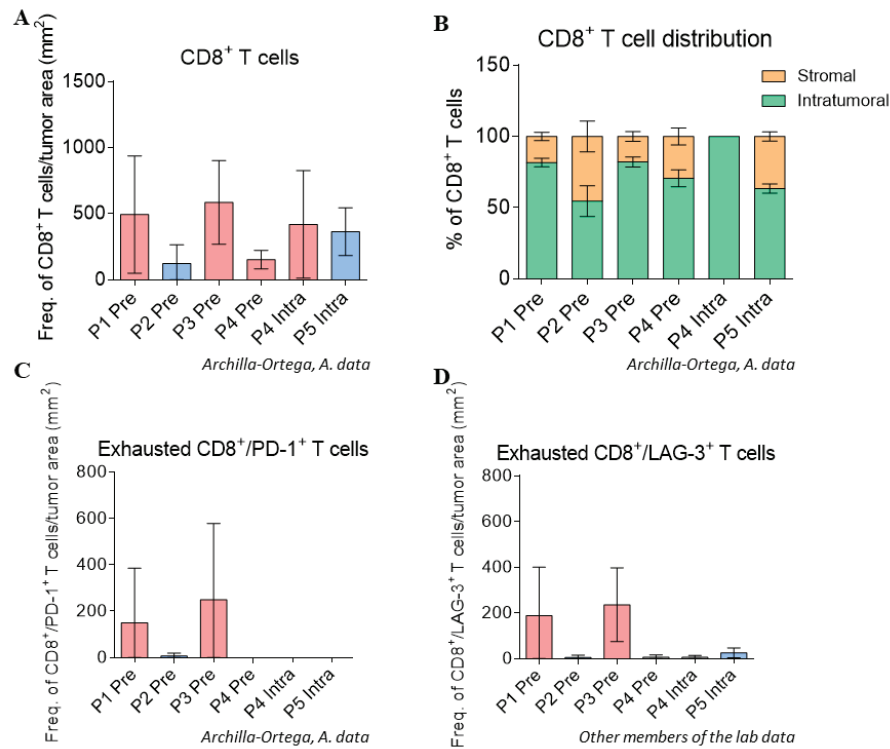 A
CD8+ T cells
Freq. of CD8+ T cells/tumor area (mm2)
1500
1000
500
0
P1 Pre
P2 Pre
P3 Pre
P4 Pre
P4 Intra
P5 Intra
Archilla-Ortega, A. data
B
CD8+ T cell distribution
% of CD8+ T cells
150
100
50
0
Stromal
Intratumoral
P1 Pre
P2 Pre
P3 Pre
P4 Pre
P4 Intra
P5 Intra
Archilla-Ortega, A. data
C
Exhausted CD8+/PD-1+ T cells
Freq. of CD8+/PD-1+ T cells/tumor area (mm2)
800
600
400
200
0
P1 Pre
P2 Pre
P3 Pre
P4 Pre
P4 Intra
P5 Intra
Archilla-Ortega, A. data
D
Exhausted CD8+/LAG-3+ T cells
Freq. of CD8+/LAG-3+ T cells/tumor area (mm2)
800
600
400
200
0
P1 Pre
P2 Pre
P3 Pre
P4 Pre
P4 Intra
P5 Intra
Other members of the lab data